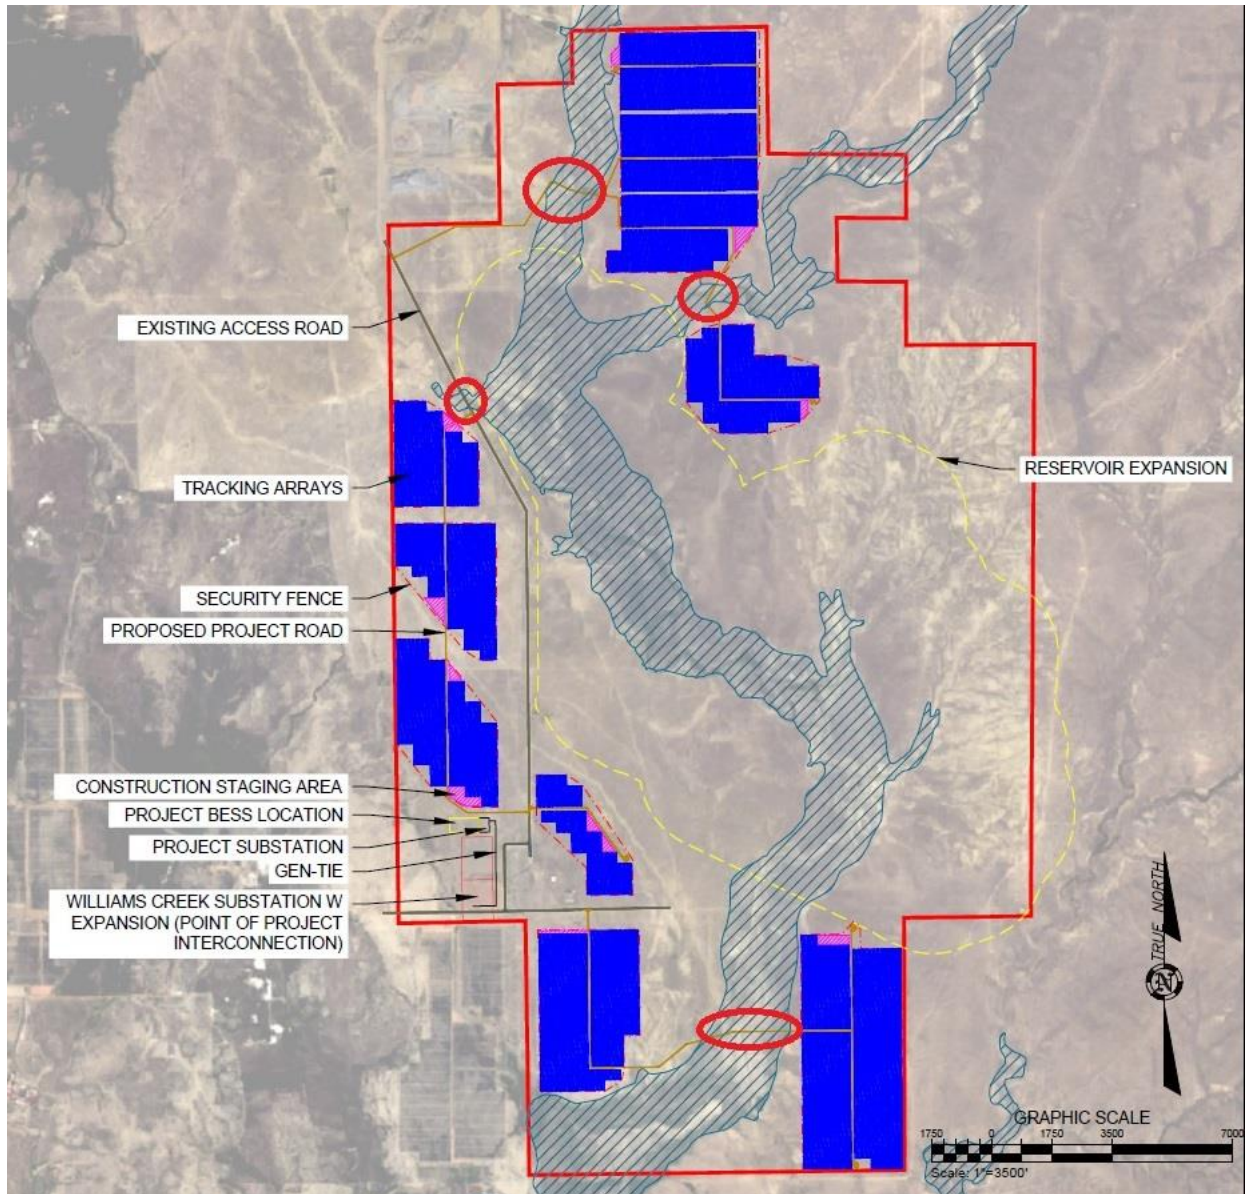 EXISTING ACCESS ROAD
RESERVOIR EXPANSION
TRACKING ARRAYS
SECURITY FENCE
PROPOSED PROJECT ROAD
CONSTRUCTION STAGING AREA
PROJECT BESS LOCATION
PROJECT SUBSTATION
GEN-TIE
WILLIAMS CREEK SUBSTATION W
EXPANSION (POINT OF PROJECT
INTERCONNECTION)
TRUE NORTH
N
GRAPHIC SCALE
1750 0 1750 3500 7000
Scale: 1"=3500'